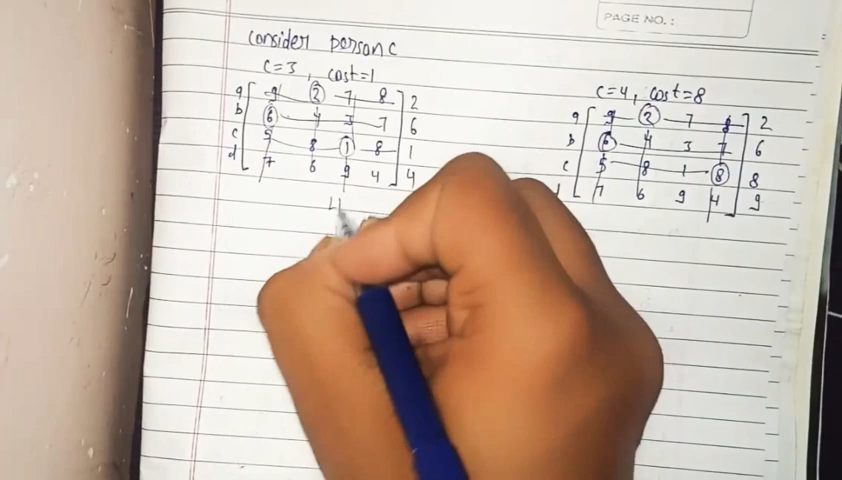 PAGE NO. :
Consider person c
c=3, cost=1
a 9 2 7 8 2
b 6 4 3 7 6
c 5 8 1 8 1
d 7 6 9 4 4
c=4, cost=8
a 9 2 7 8 2
b 6 4 3 7 6
c 5 8 1 8 8
7 6 9 4 9